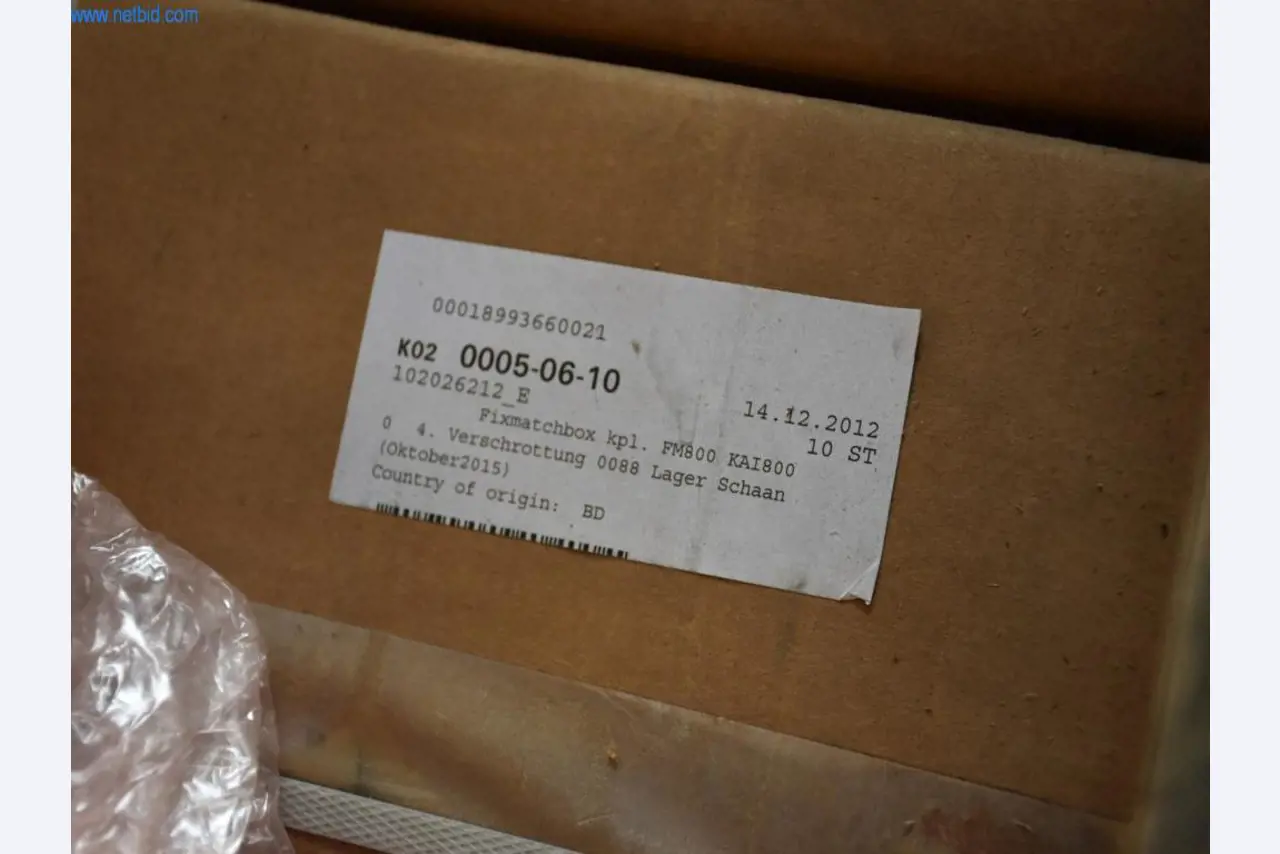 www.netbid.com
00018993660021
K02 0005-06-10
102026212_E
14.12.2012
Fixmatchbox kpl. FM800 KAI800
10 ST
0 4. Verschrottung 0088 Lager Schaan
(Oktober2015)
Country of origin: BD